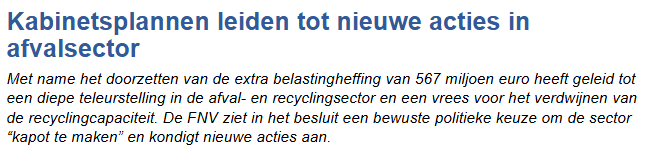 Kabinetsplannen leiden tot nieuwe acties in
afvalsector
Met name het doorzetten van de extra belastingheffing van 567 miljoen euro heeft geleid tot
een diepe teleurstelling in de afval- en recyclingsector en een vrees voor het verdwijnen van
de recyclingcapaciteit. De FNV ziet in het besluit een bewuste politieke keuze om de sector
“kapot te maken” en kondigt nieuwe acties aan.